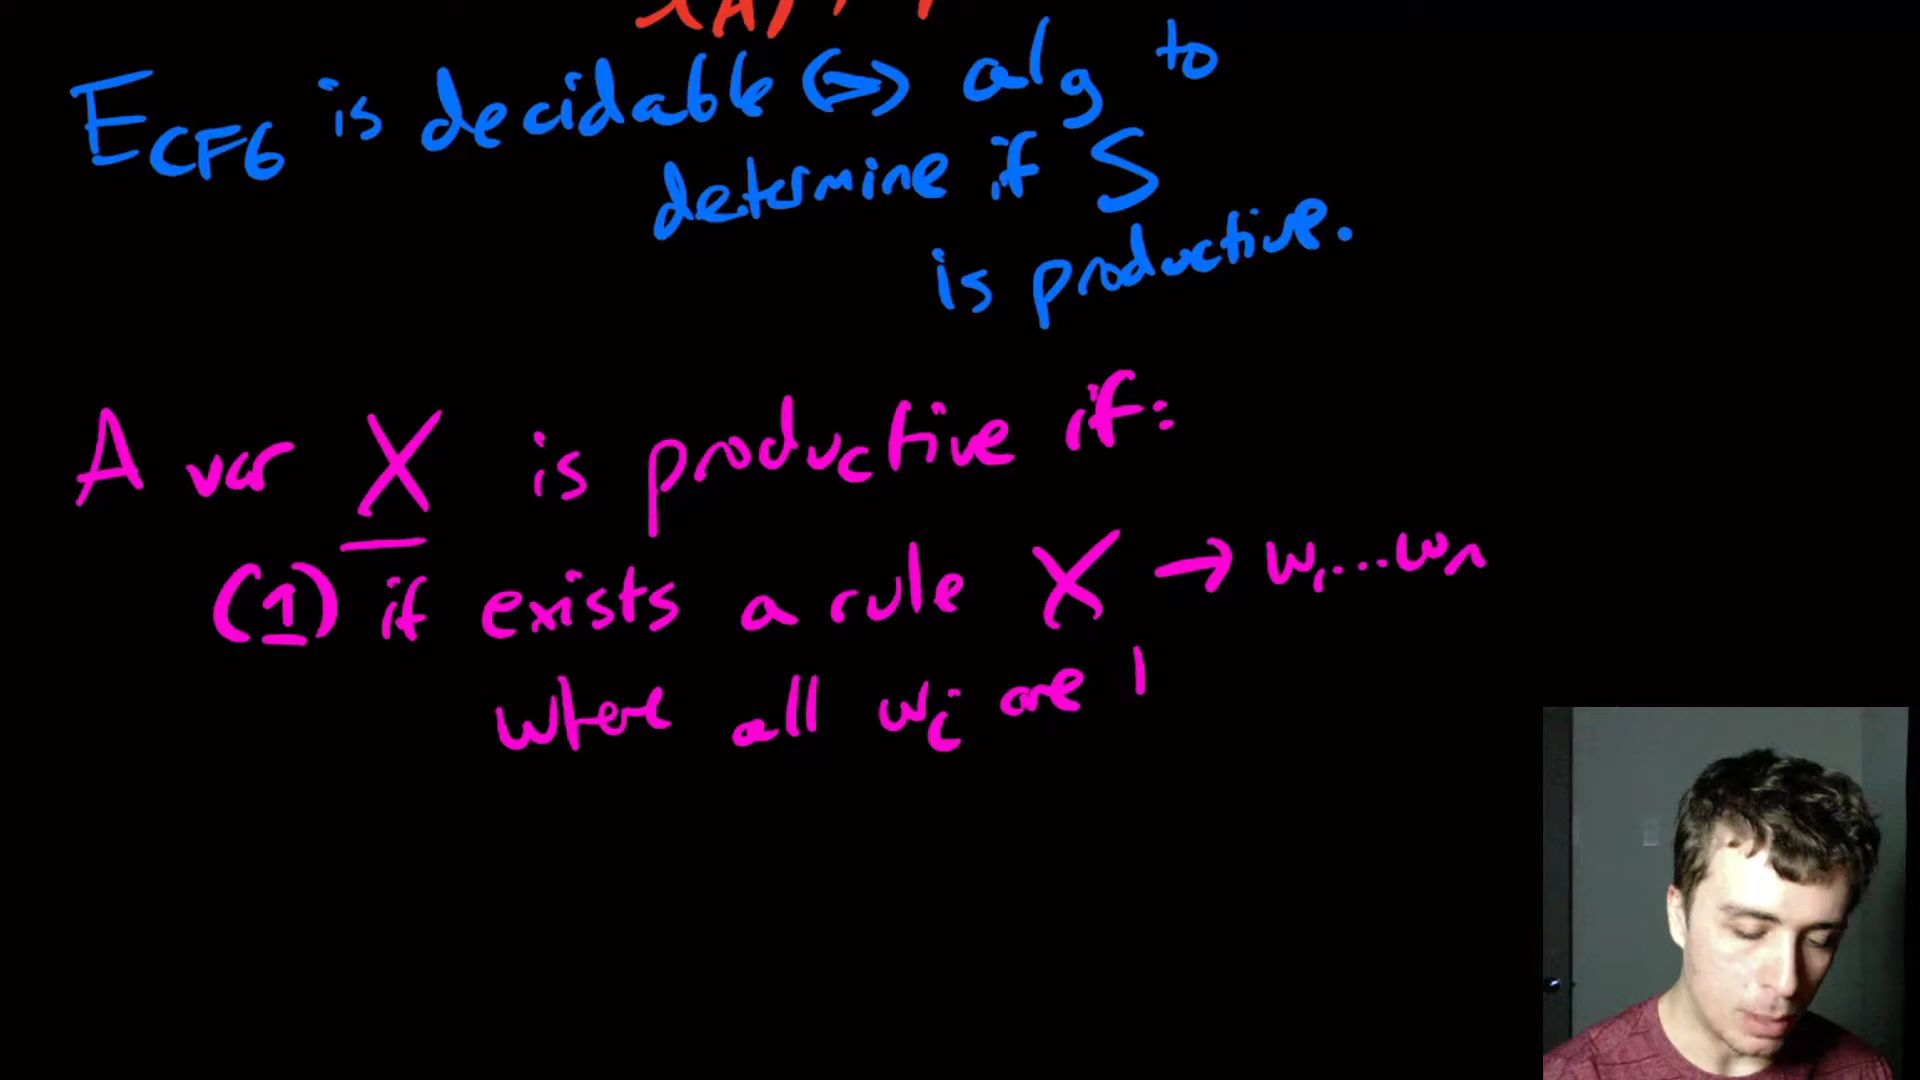 E_CFG is decidable ↔ alg to
determine if S
is productive.
A var X is productive if:
(1) if exists a rule X → w₁...wₙ
where all wᵢ are